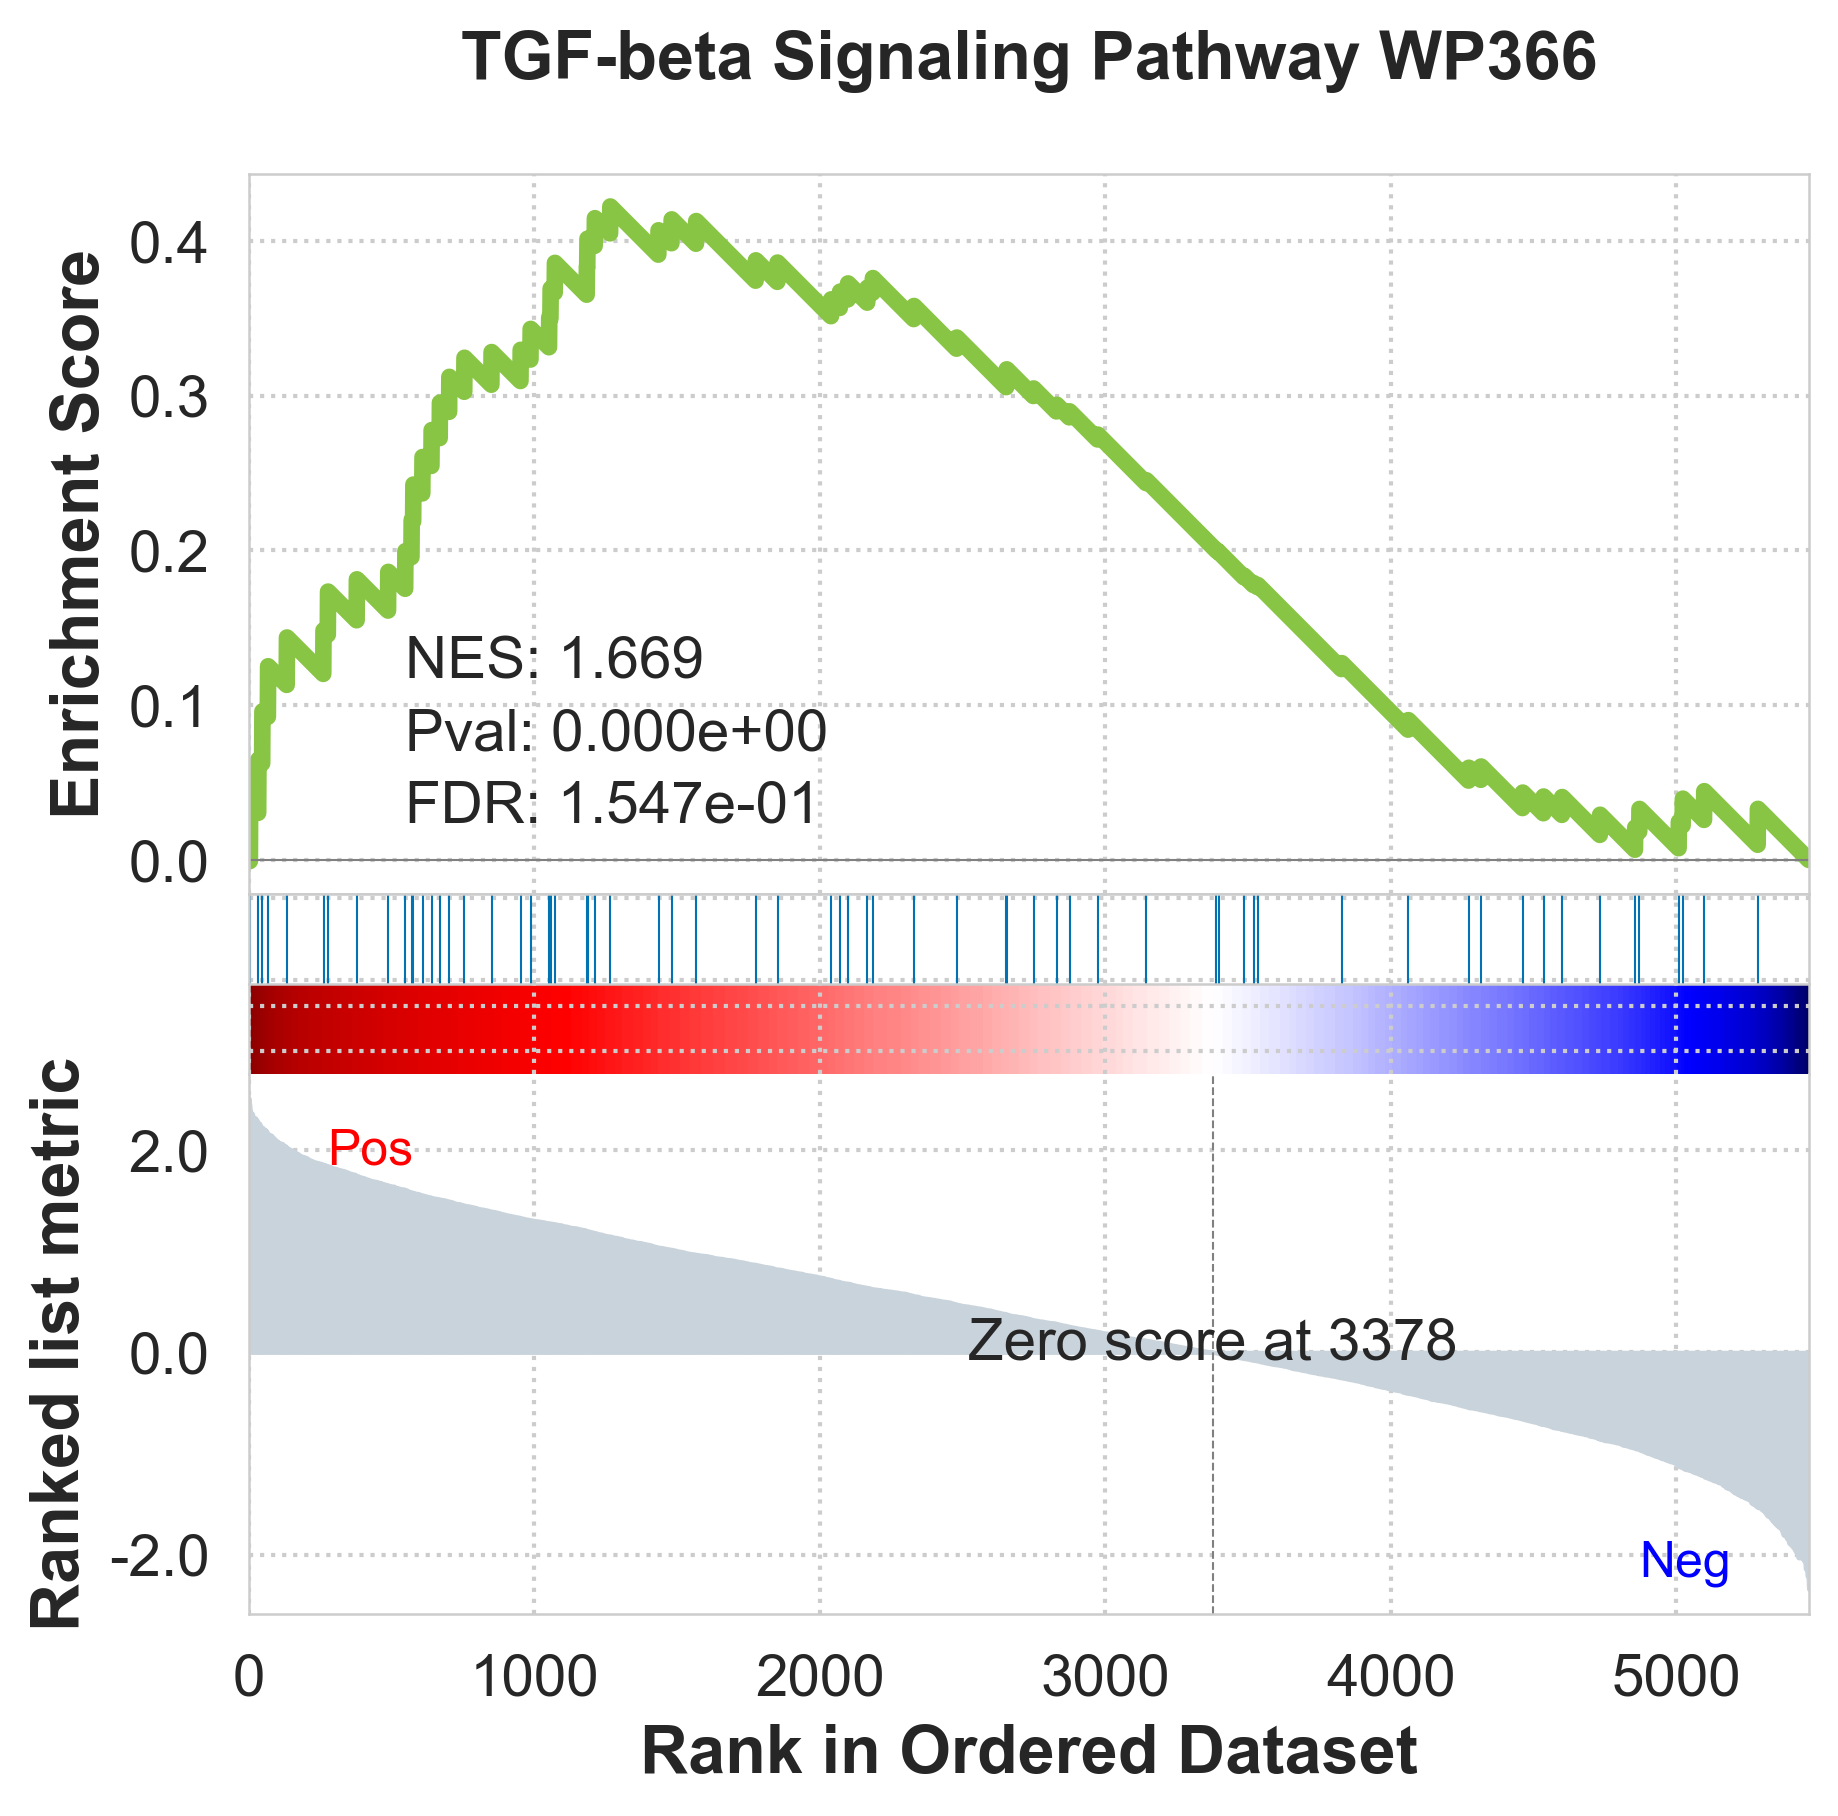 TGF-beta Signaling Pathway WP366
Enrichment Score
0.4
0.3
0.2
0.1
0.0
NES: 1.669
Pval: 0.000e+00
FDR: 1.547e-01
Ranked list metric
2.0
0.0
-2.0
Pos
Zero score at 3378
Neg
0 1000 2000 3000 4000 5000
Rank in Ordered Dataset